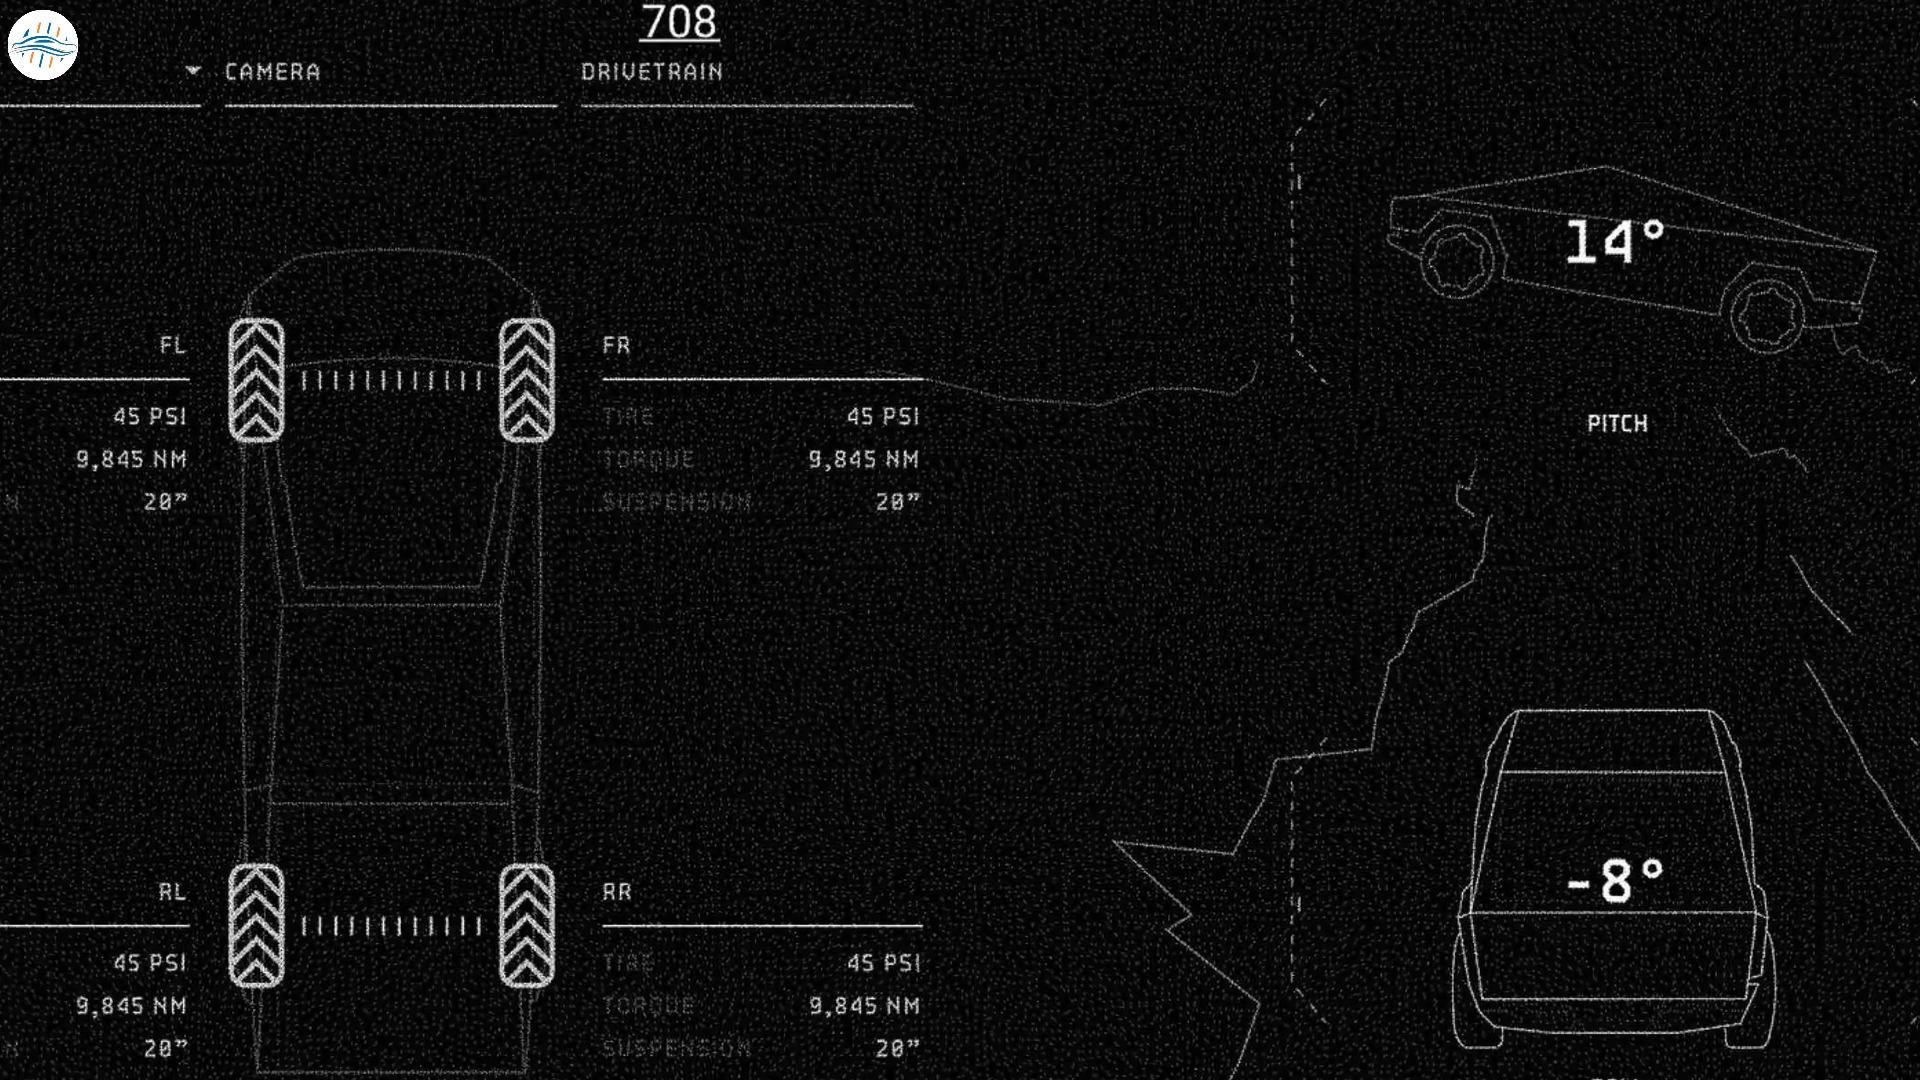 708
CAMERA
DRIVETRAIN
14°
FL
FR
45 PSI
TIRE 45 PSI
PITCH
9,845 NM
TORQUE 9,845 NM
20”
SUSPENSION 20”
-8°
RL
RR
45 PSI
TIRE 45 PSI
9,845 NM
TORQUE 9,845 NM
20”
SUSPENSION 20”